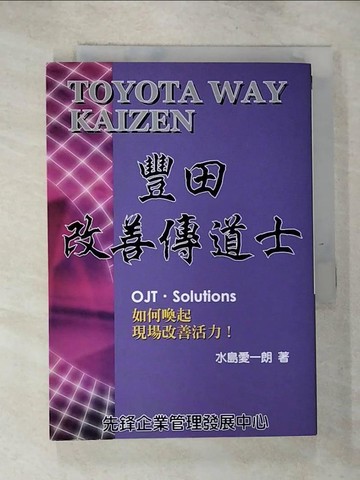 TOYOTA WAY
KAIZEN
豐田
改善傳道士
OJT・Solutions
如何喚起
現場改善活力！
水島愛一朗 著
先鋒企業管理發展中心